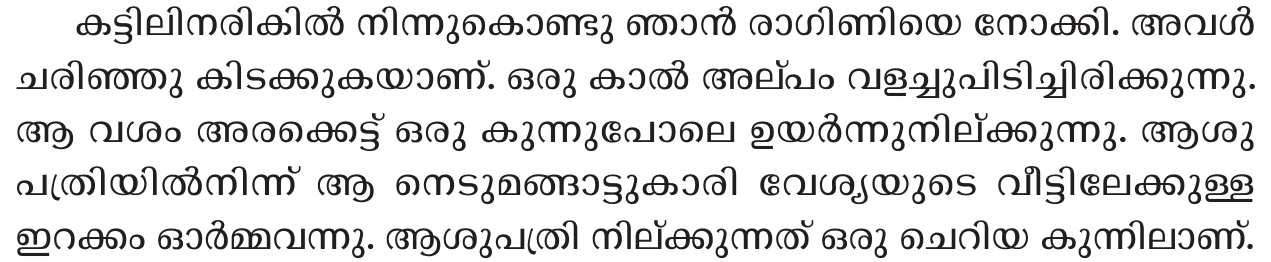 കട്ടിലിനരികിൽ നിന്നുകൊണ്ടു ഞാൻ രാഗിണിയെ നോക്കി. അവൾ
ചരിഞ്ഞു കിടക്കുകയാണ്. ഒരു കാൽ അല്പം വളച്ചുപിടിച്ചിരിക്കുന്നു.
ആ വശം അരക്കെട്ട് ഒരു കുന്നുപോലെ ഉയർന്നുനില്ക്കുന്നു. ആശു
പത്രിയിൽനിന്ന് ആ നെടുമങ്ങാട്ടുകാരി വേശ്യയുടെ വീട്ടിലേക്കുള്ള
ഇറക്കം ഓർമ്മവന്നു. ആശുപത്രി നില്ക്കുന്നത് ഒരു ചെറിയ കുന്നിലാണ്.